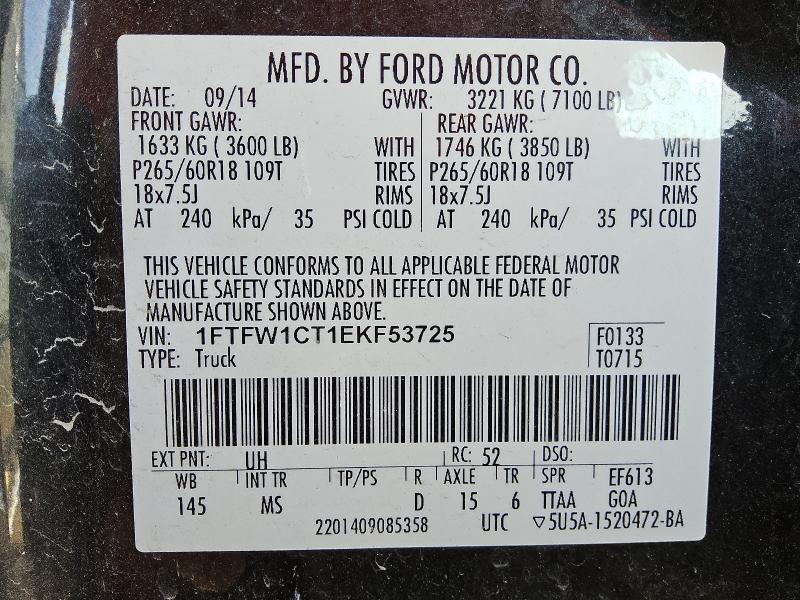 MFD. BY FORD MOTOR CO.
DATE: 09/14 GVWR: 3221 KG ( 7100 LB)
FRONT GAWR: REAR GAWR:
1633 KG ( 3600 LB) WITH 1746 KG ( 3850 LB) WITH
P265/60R18 109T TIRES P265/60R18 109T TIRES
18x7.5J RIMS 18x7.5J RIMS
AT 240 kPa/ 35 PSI COLD AT 240 kPa/ 35 PSI COLD
THIS VEHICLE CONFORMS TO ALL APPLICABLE FEDERAL MOTOR
VEHICLE SAFETY STANDARDS IN EFFECT ON THE DATE OF
MANUFACTURE SHOWN ABOVE.
VIN: 1FTFW1CT1EKF53725 F0133
TYPE: Truck T0715
EXT PNT: UH RC: 52 DSO:
WB INT TR TP/PS R AXLE TR SPR EF613
145 MS D 15 6 TTAA GOA
2201409085358 UTC ▽5U5A-1520472-BA